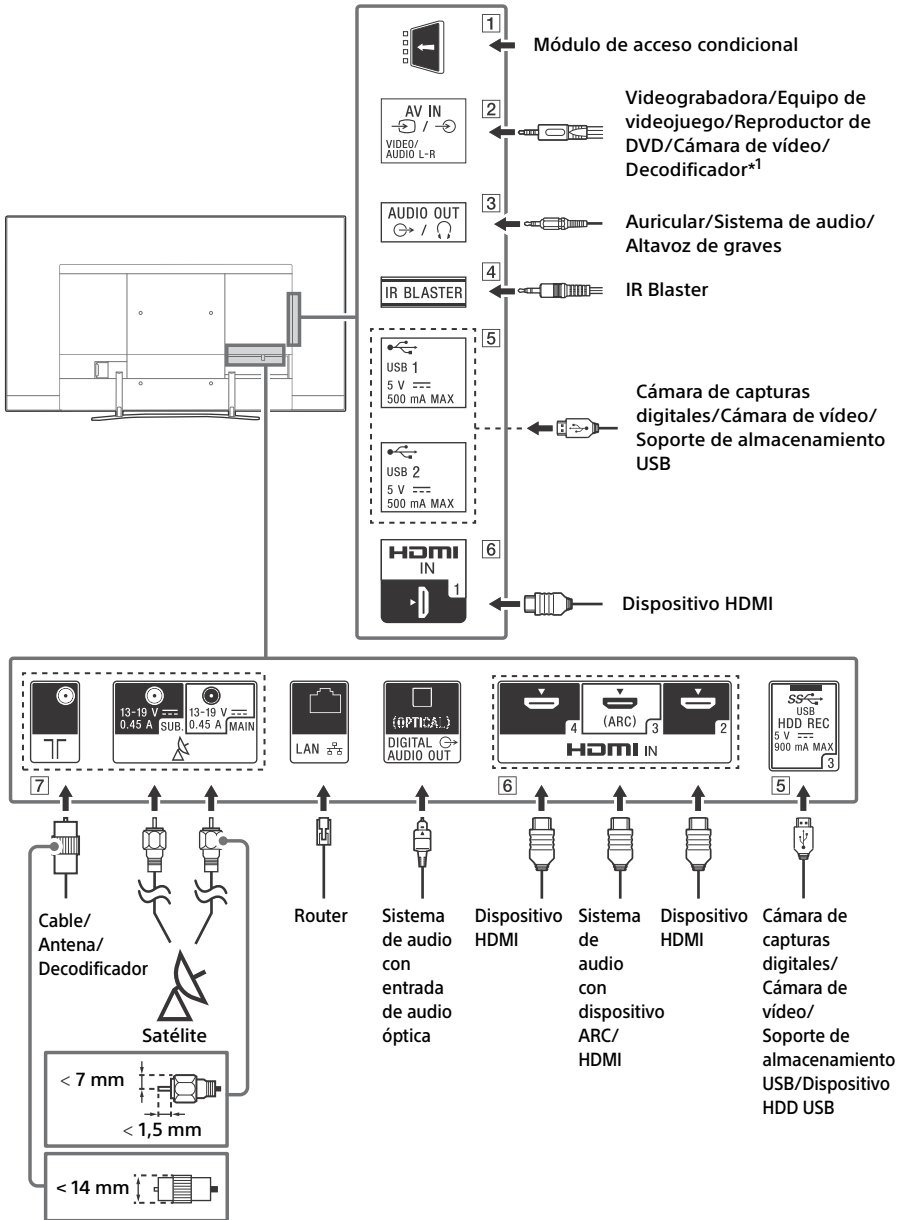 1
Módulo de acceso condicional
AV IN
/
VIDEO/
AUDIO L-R
2
Videograbadora/Equipo de
videojuego/Reproductor de
DVD/Cámara de vídeo/
Decodificador*1
AUDIO OUT
/
3
Auricular/Sistema de audio/
Altavoz de graves
4
IR BLASTER
IR Blaster
5
USB 1
5 V
500 mA MAX
USB 2
5 V
500 mA MAX
Cámara de capturas
digitales/Cámara de vídeo/
Soporte de almacenamiento
USB
HDMI
IN
1
6
Dispositivo HDMI
13-19 V
0.45 A
SUB.
13-19 V
0.45 A
MAIN
LAN
(OPTICAL)
DIGITAL
AUDIO OUT
4
(ARC)
3
2
HDMI IN
SS
USB
HDD REC
5 V
900 mA MAX
3
7
6
5
Cable/
Antena/
Decodificador
Satélite
Router
Sistema
de audio
con
entrada
de audio
óptica
Dispositivo
HDMI
Sistema
de
audio
con
dispositivo
ARC/
HDMI
Dispositivo
HDMI
Cámara de
capturas
digitales/
Cámara de
vídeo/
Soporte de
almacenamiento
USB/Dispositivo
HDD USB
< 7 mm
< 1,5 mm
< 14 mm